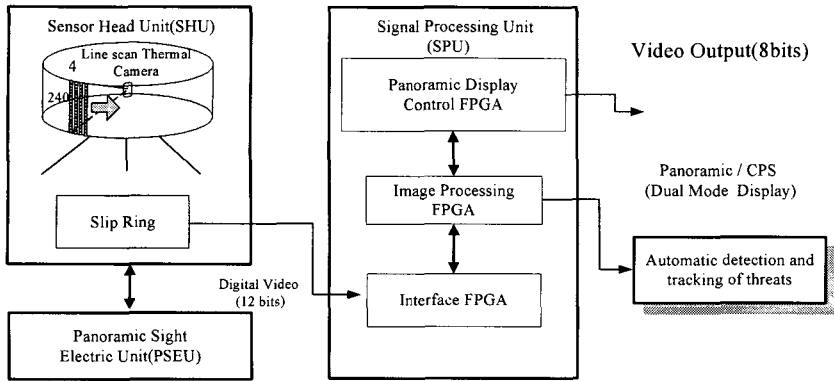 Sensor Head Unit(SHU)
Line scan Thermal
Camera
4
240
Slip Ring
Panoramic Sight
Electric Unit(PSEU)
Digital Video
(12 bits)
Signal Processing Unit
(SPU)
Panoramic Display
Control FPGA
Image Processing
FPGA
Interface FPGA
Video Output(8bits)
Panoramic / CPS
(Dual Mode Display)
Automatic detection and
tracking of threats